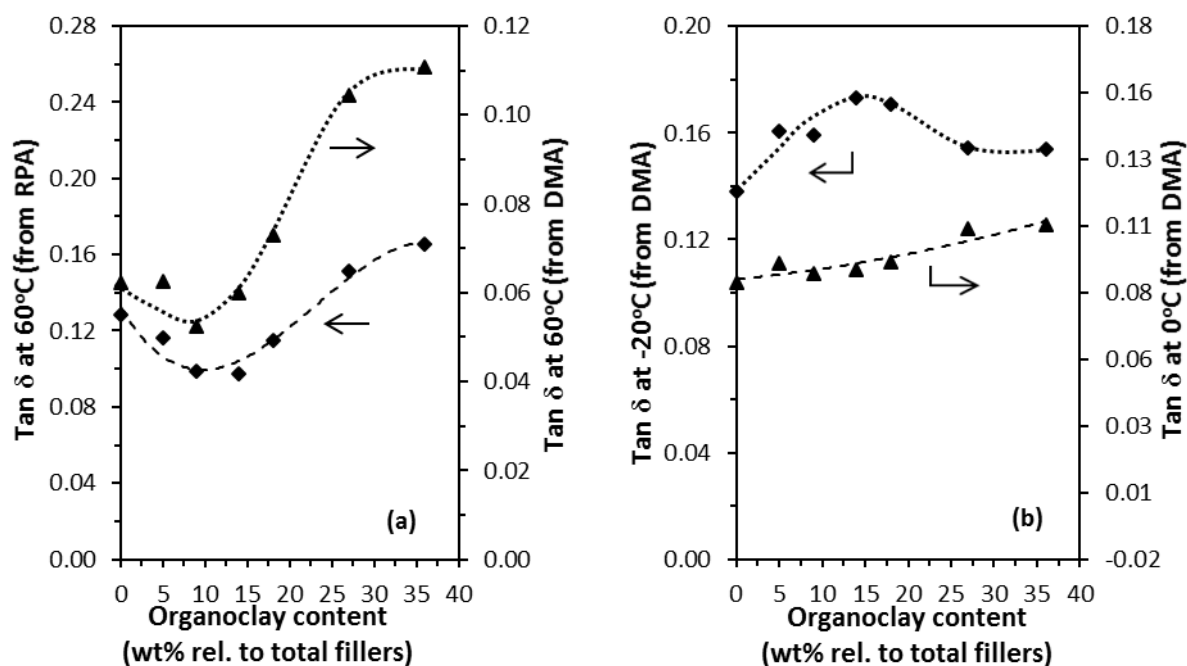 Tan δ at 60°C (from RPA)
0.28
0.24
0.20
0.16
0.12
0.08
0.04
0.00
0.12
0.10
0.08
0.06
0.04
0.02
0.00
Tan δ at 60°C (from DMA)
(a)
0 5 10 15 20 25 30 35 40
Organoclay content
(wt% rel. to total fillers)
Tan δ at -20°C (from DMA)
0.20
0.16
0.12
0.08
0.04
0.00
0.18
0.16
0.13
0.11
0.08
0.06
0.03
0.01
-0.02
Tan δ at 0°C (from DMA)
(b)
0 5 10 15 20 25 30 35 40
Organoclay content
(wt% rel. to total fillers)